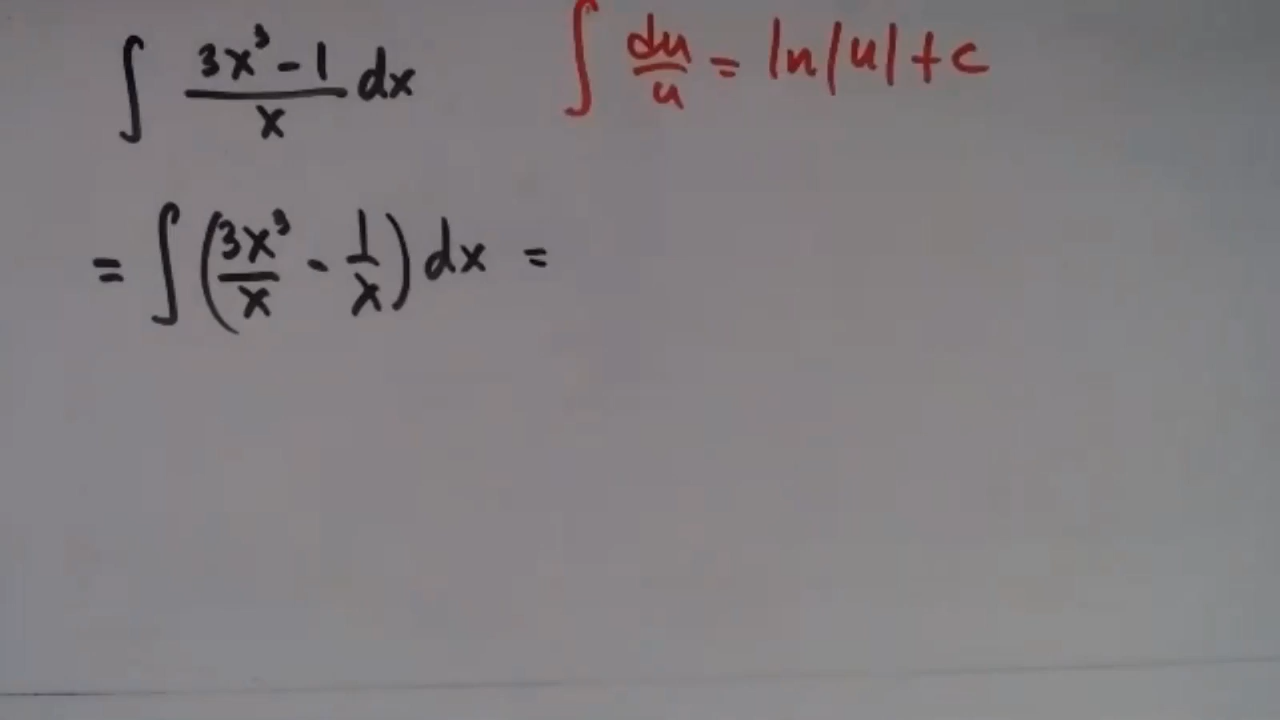 ∫ (3x³ - 1)/x dx
∫ du/u = ln|u| + c
= ∫ (3x³/x - 1/x) dx =